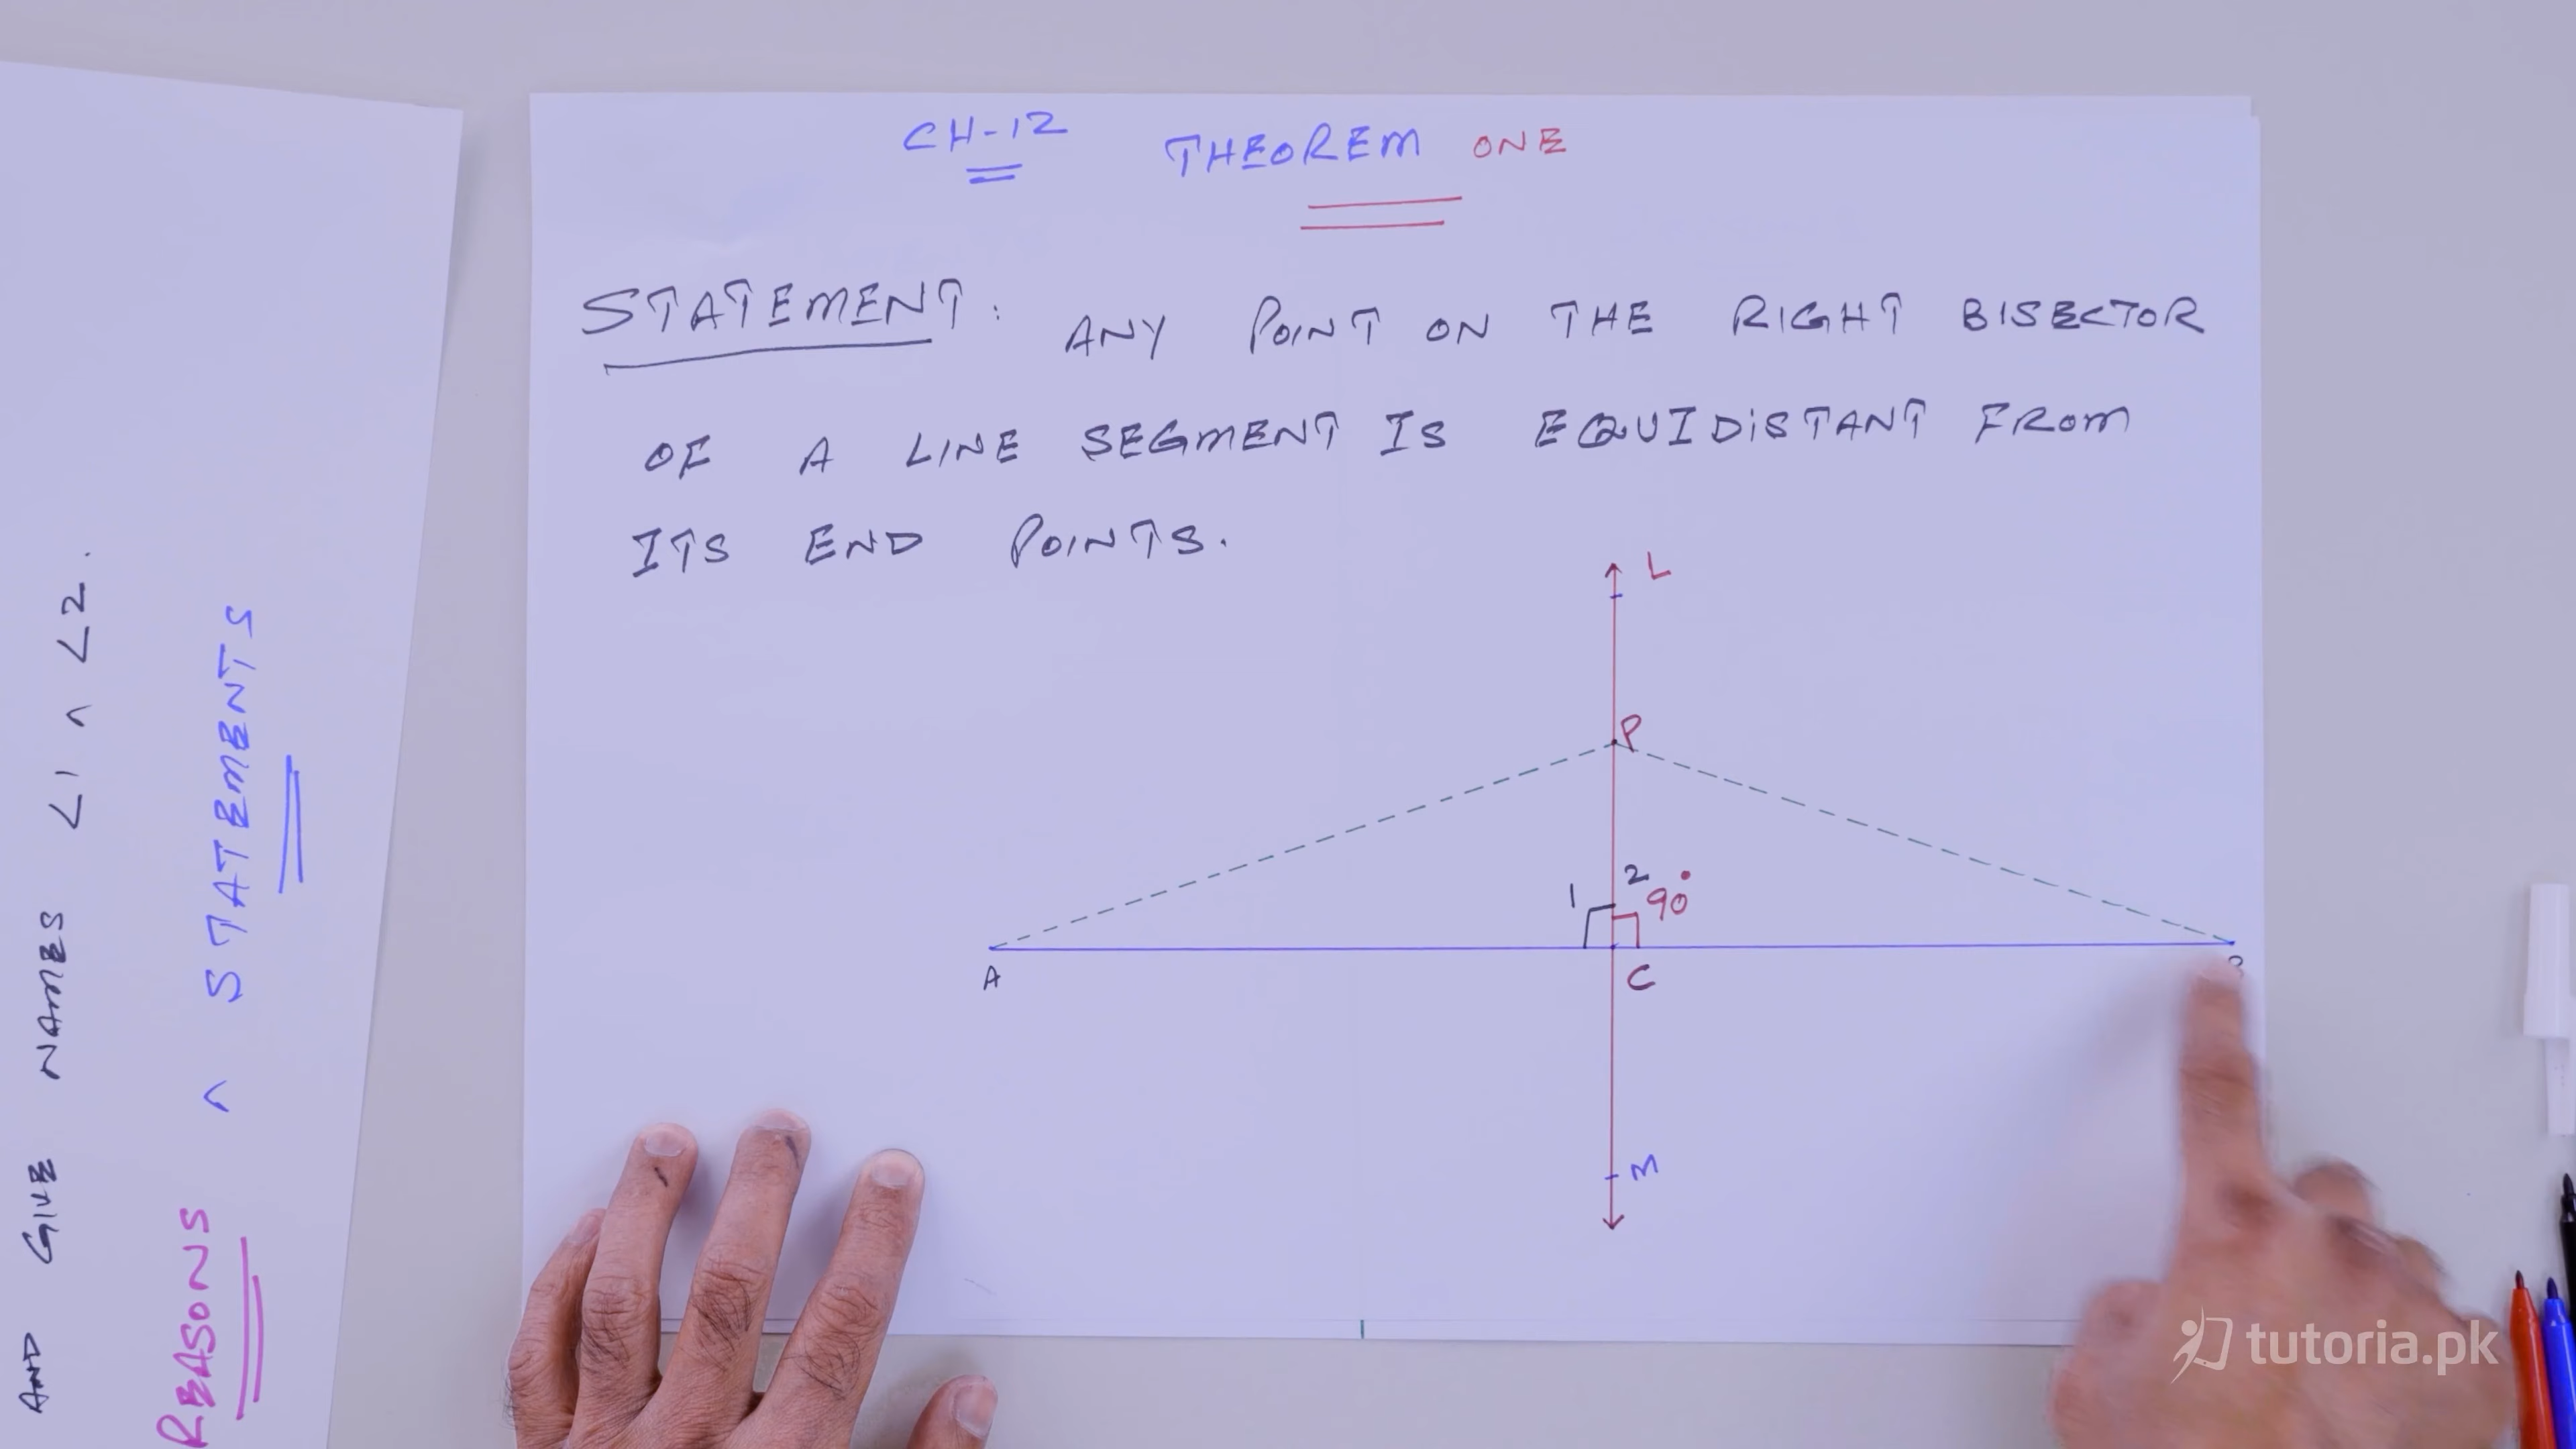 CH-12 THEOREM ONE
STATEMENT: ANY POINT ON THE RIGHT BISECTOR
OF A LINE SEGMENT IS EQUIDISTANT FROM
ITS END POINTS.
L
P
1 2 90°
A C
M
AND GIVE NAMES ∠1 ∧ ∠2.
REASONS ∧ STATEMENTS
tutoria.pk